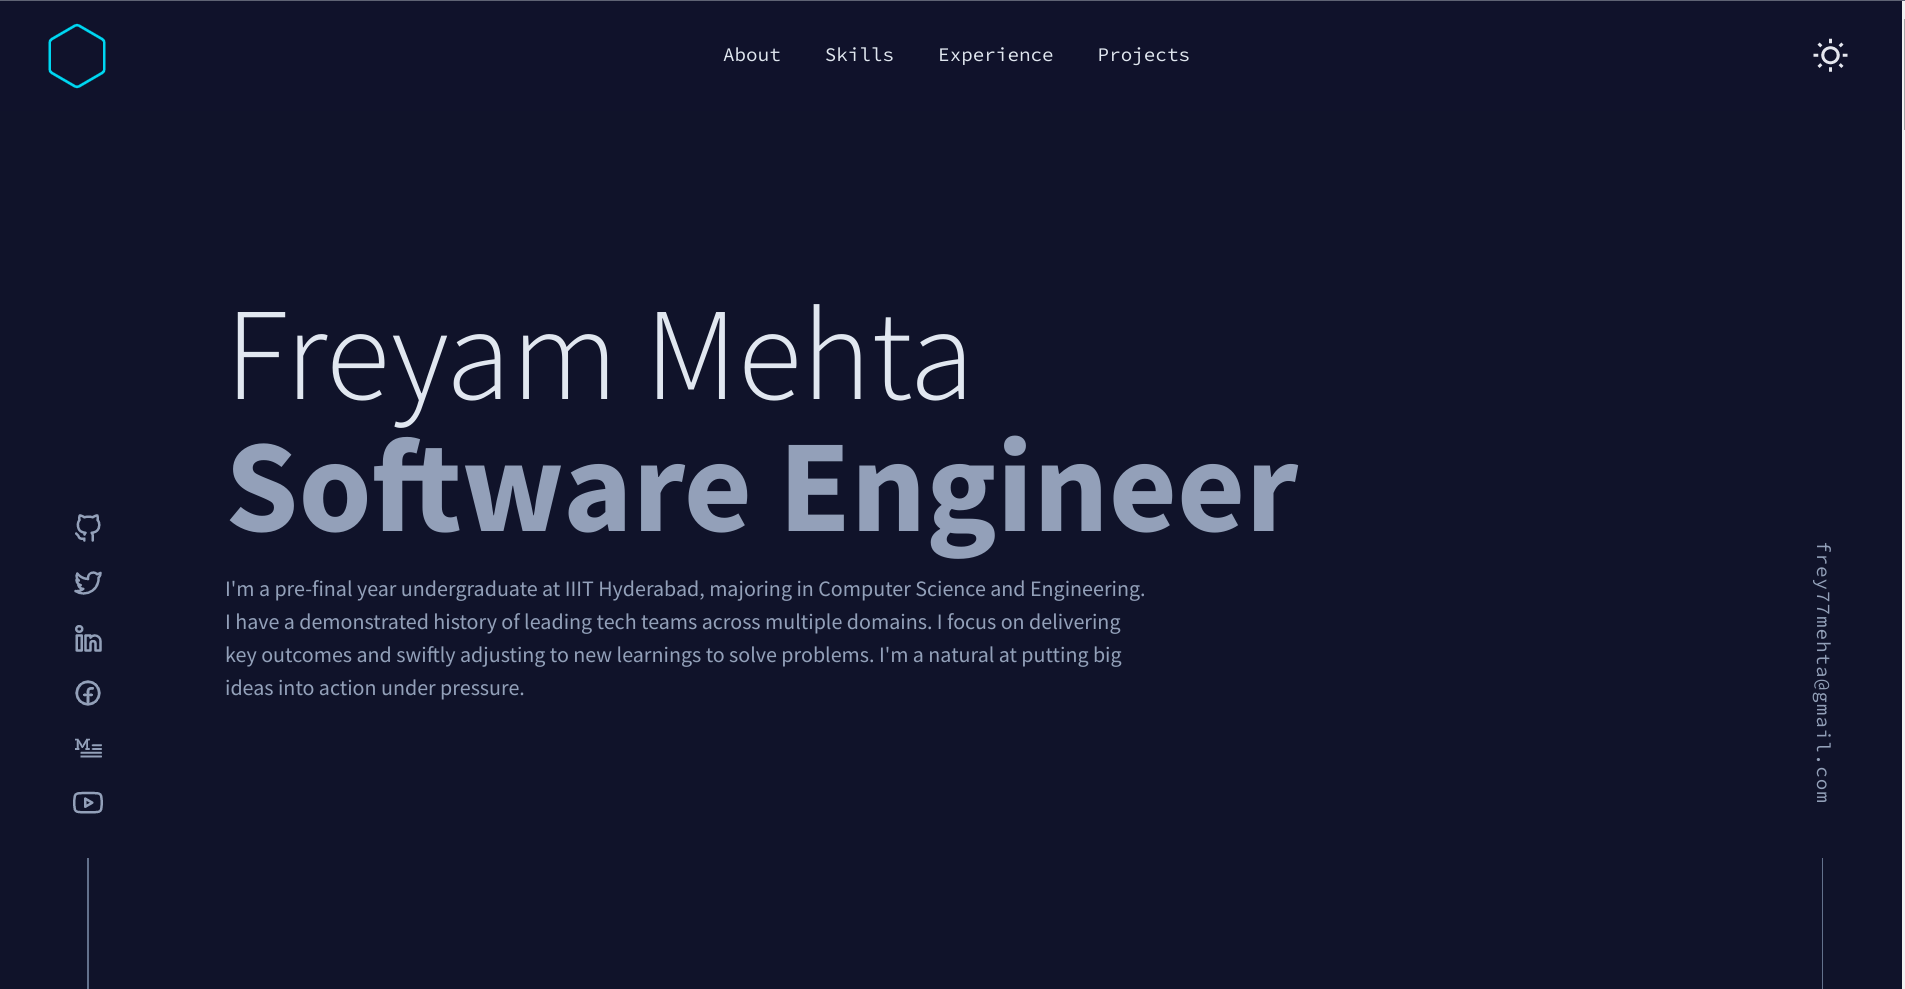 About
Skills
Experience
Projects
Freyam Mehta
Software Engineer
I'm a pre-final year undergraduate at IIIT Hyderabad, majoring in Computer Science and Engineering.
I have a demonstrated history of leading tech teams across multiple domains. I focus on delivering
key outcomes and swiftly adjusting to new learnings to solve problems. I'm a natural at putting big
ideas into action under pressure.
frey77mehta@gmail.com